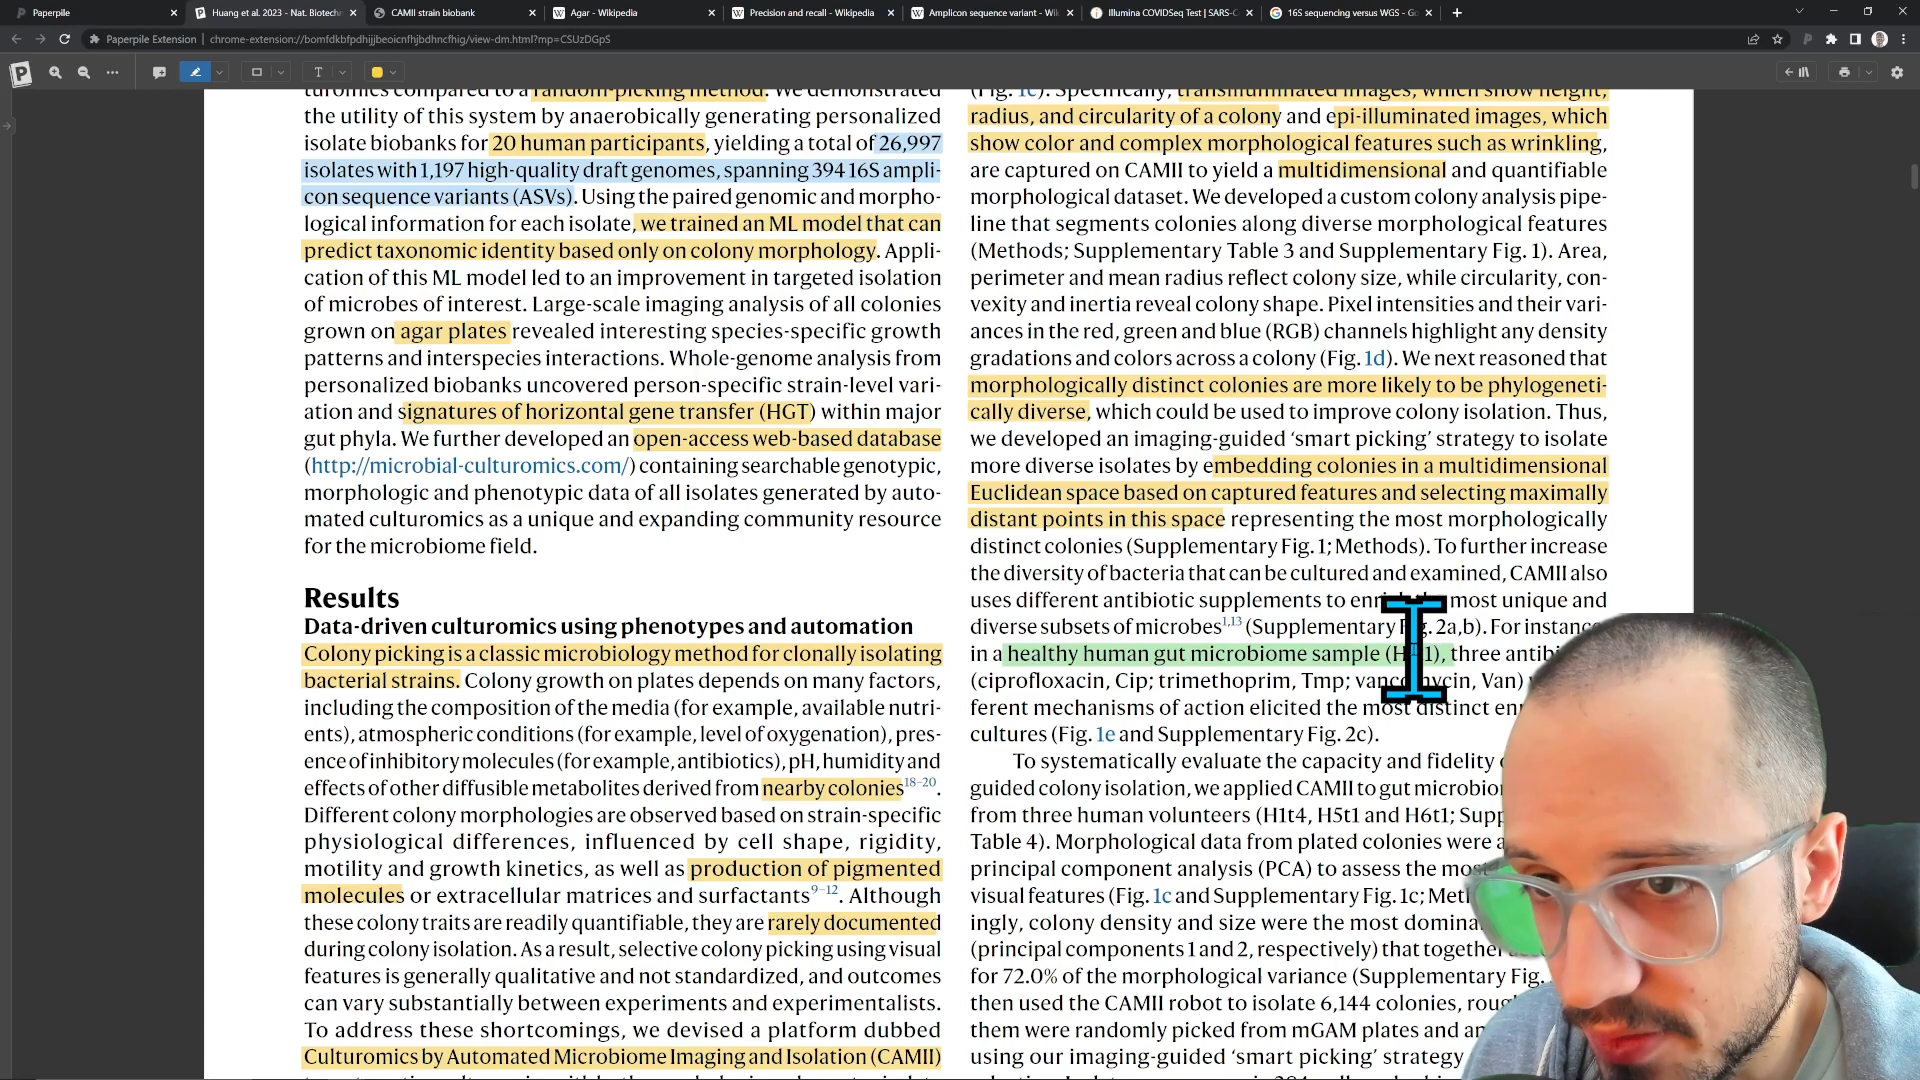 Paperpile
Huang et al. 2023 - Nat. Biotechn
CAMII strain biobank
Agar - Wikipedia
Precision and recall - Wikipedia
Amplicon sequence variant - Wik
Illumina COVIDSeq Test | SARS-C
16S sequencing versus WGS - Go
Paperpile Extension | chrome-extension://bomfdkbfpdhijjbeoicnfhjbdhncfhig/view-dm.html?mp=CSUzDGpS
turomics compared to a random-picking method. We demonstrated
the utility of this system by anaerobically generating personalized
isolate biobanks for 20 human participants, yielding a total of 26,997
isolates with 1,197 high-quality draft genomes, spanning 394 16S ampli-
con sequence variants (ASVs). Using the paired genomic and morpho-
logical information for each isolate, we trained an ML model that can
predict taxonomic identity based only on colony morphology. Appli-
cation of this ML model led to an improvement in targeted isolation
of microbes of interest. Large-scale imaging analysis of all colonies
grown on agar plates revealed interesting species-specific growth
patterns and interspecies interactions. Whole-genome analysis from
personalized biobanks uncovered person-specific strain-level vari-
ation and signatures of horizontal gene transfer (HGT) within major
gut phyla. We further developed an open-access web-based database
(http://microbial-culturomics.com/) containing searchable genotypic,
morphologic and phenotypic data of all isolates generated by auto-
mated culturomics as a unique and expanding community resource
for the microbiome field.
Results
Data-driven culturomics using phenotypes and automation
Colony picking is a classic microbiology method for clonally isolating
bacterial strains. Colony growth on plates depends on many factors,
including the composition of the media (for example, available nutri-
ents), atmospheric conditions (for example, level of oxygenation), pres-
ence of inhibitory molecules (for example, antibiotics), pH, humidity and
effects of other diffusible metabolites derived from nearby colonies18–20.
Different colony morphologies are observed based on strain-specific
physiological differences, influenced by cell shape, rigidity,
motility and growth kinetics, as well as production of pigmented
molecules or extracellular matrices and surfactants9–12. Although
these colony traits are readily quantifiable, they are rarely documented
during colony isolation. As a result, selective colony picking using visual
features is generally qualitative and not standardized, and outcomes
can vary substantially between experiments and experimentalists.
To address these shortcomings, we devised a platform dubbed
Culturomics by Automated Microbiome Imaging and Isolation (CAMII)
(Fig. 1c). Specifically, transilluminated images, which show height,
radius, and circularity of a colony and epi-illuminated images, which
show color and complex morphological features such as wrinkling,
are captured on CAMII to yield a multidimensional and quantifiable
morphological dataset. We developed a custom colony analysis pipe-
line that segments colonies along diverse morphological features
(Methods; Supplementary Table 3 and Supplementary Fig. 1). Area,
perimeter and mean radius reflect colony size, while circularity, con-
vexity and inertia reveal colony shape. Pixel intensities and their vari-
ances in the red, green and blue (RGB) channels highlight any density
gradations and colors across a colony (Fig. 1d). We next reasoned that
morphologically distinct colonies are more likely to be phylogeneti-
cally diverse, which could be used to improve colony isolation. Thus,
we developed an imaging-guided ‘smart picking’ strategy to isolate
more diverse isolates by embedding colonies in a multidimensional
Euclidean space based on captured features and selecting maximally
distant points in this space representing the most morphologically
distinct colonies (Supplementary Fig. 1; Methods). To further increase
the diversity of bacteria that can be cultured and examined, CAMII also
uses different antibiotic supplements to most unique and
diverse subsets of microbes1,13 (Supplementary 2a,b). For instance
in a healthy human gut microbiome sample three
(ciprofloxacin, Cip; trimethoprim, Tmp; vancomycin, Van)
ferent mechanisms of action elicited the most distinct
cultures (Fig. 1e and Supplementary Fig. 2c).
To systematically evaluate the capacity and fidelity
guided colony isolation, we applied CAMII to gut
from three human volunteers (H1t4, H5t1 and H6t1;
Table 4). Morphological data from plated colonies were
principal component analysis (PCA) to assess the
visual features (Fig. 1c and Supplementary Fig. 1c;
ingly, colony density and size were the most
(principal components 1 and 2, respectively) that
for 72.0% of the morphological variance (Supplementary Fig.
then used the CAMII robot to isolate 6,144 colonies,
them were randomly picked from mGAM plates and
using our imaging-guided ‘smart picking’ strategy